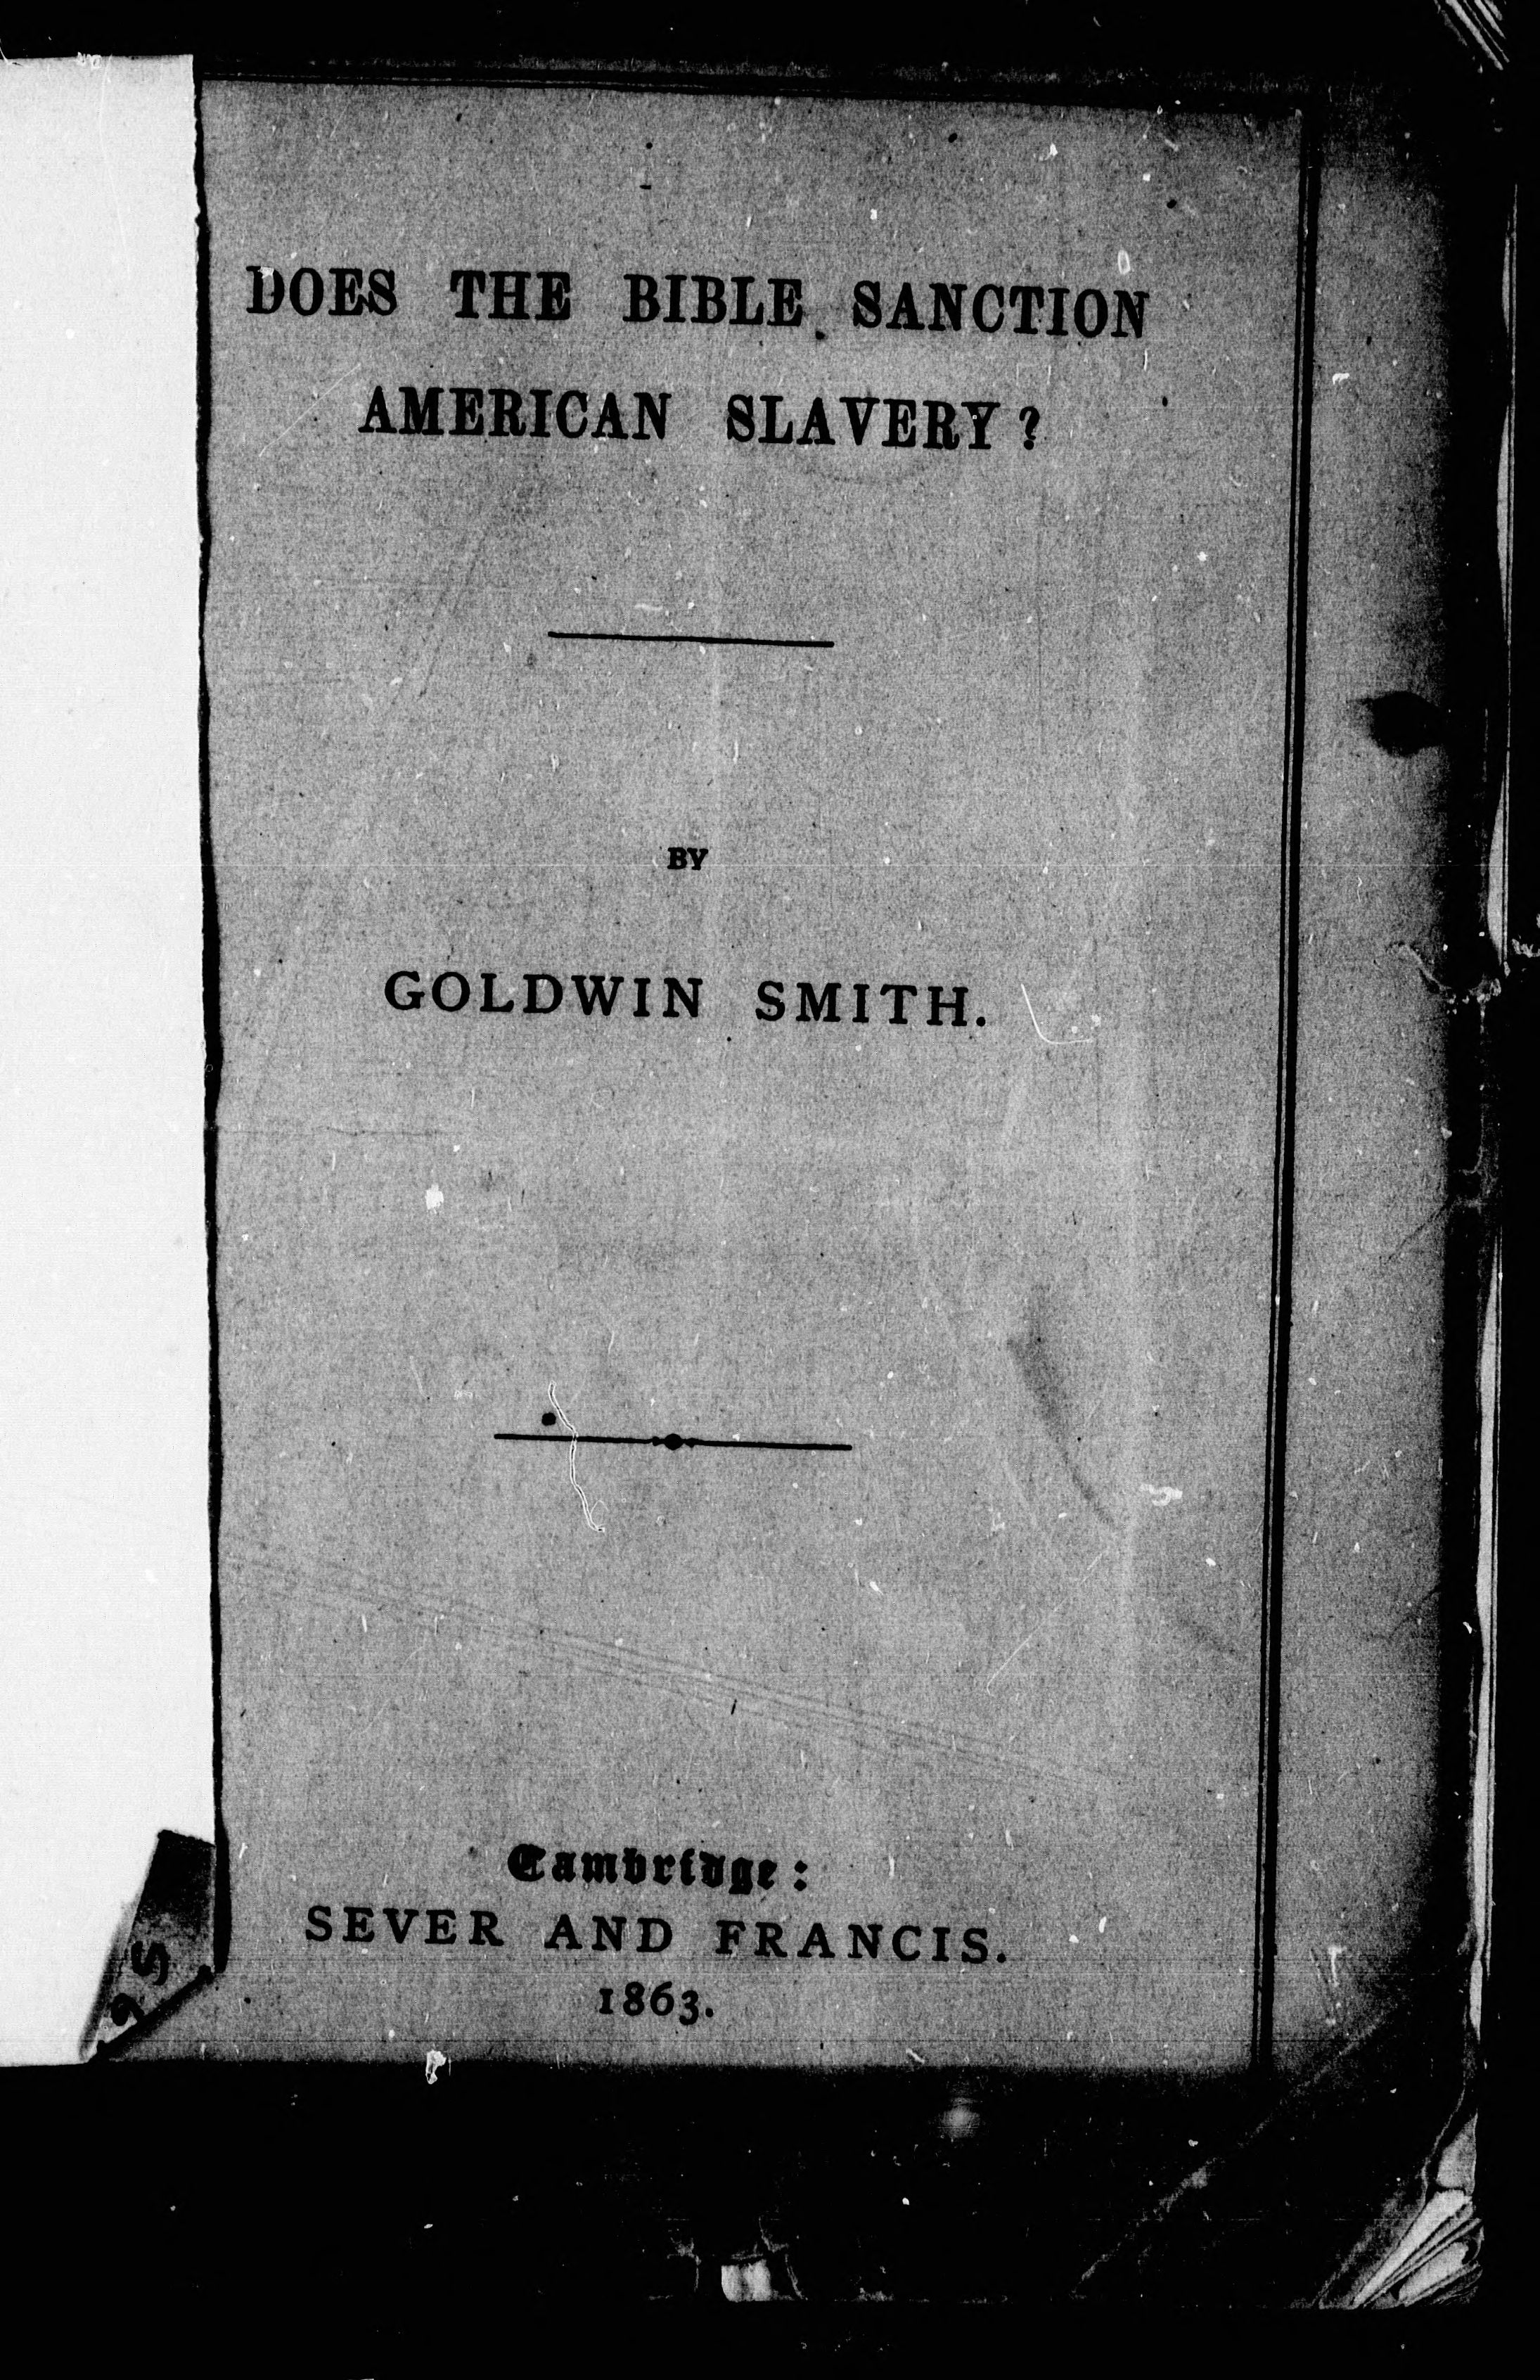 DOES THE BIBLE SANCTION
AMERICAN SLAVERY?
BY
GOLDWIN SMITH.
Cambridge:
SEVER AND FRANCIS.
1863.